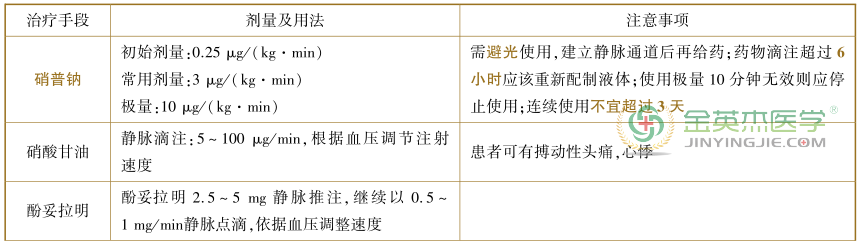 治疗手段 剂量及用法 注意事项
硝普钠
初始剂量:0.25 μg/(kg·min)
常用剂量:3 μg/(kg·min)
极量:10 μg/(kg·min)
需避光使用,建立静脉通道后再给药;药物滴注超过 6
小时应该重新配制液体;使用极量 10 分钟无效则应停
止使用;连续使用不宜超过 3 天
硝酸甘油
静脉滴注:5~100 μg/min,根据血压调节注射
速度
患者可有搏动性头痛,心悸
酚妥拉明
酚妥拉明 2.5~5 mg 静脉推注,继续以 0.5~
1 mg/min静脉点滴,依据血压调整速度
金英杰医学®
JINYINGJIE.COM